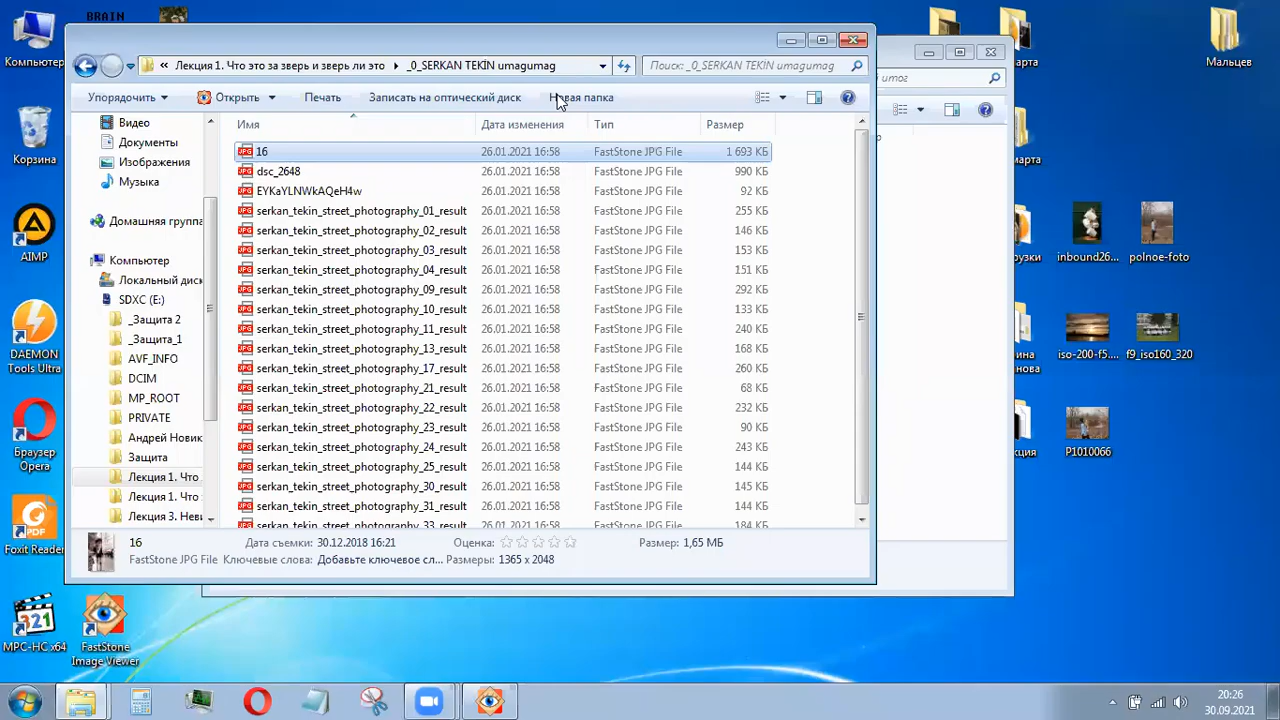 BRAIN
Компьютер
Корзина
AIMP
DAEMON
Tools Ultra
Браузер
Opera
Foxit Reader
MPC-HC x64
FastStone
Image Viewer
« Лекция 1. Что это за зверь и зверь ли это ▸ _0_SERKAN TEKIN umagumag
Поиск: _0_SERKAN TEKIN umagumag
Упорядочить
Открыть
Печать
Записать на оптический диск
Новая папка
Видео
Документы
Изображения
Музыка
Домашняя группа
Компьютер
Локальный диск
SDXC (E:)
_Защита 2
_Защита_1
AVF_INFO
DCIM
MP_ROOT
PRIVATE
Андрей Новик
Защита
Лекция 1. Что
Лекция 1. Что
Лекция 3. Неви
Имя Дата изменения Тип Размер
16 26.01.2021 16:58 FastStone JPG File 1 693 КБ
dsc_2648 26.01.2021 16:58 FastStone JPG File 990 КБ
EYKaYLNWkAQeH4w 26.01.2021 16:58 FastStone JPG File 92 КБ
serkan_tekin_street_photography_01_result 26.01.2021 16:58 FastStone JPG File 255 КБ
serkan_tekin_street_photography_02_result 26.01.2021 16:58 FastStone JPG File 146 КБ
serkan_tekin_street_photography_03_result 26.01.2021 16:58 FastStone JPG File 153 КБ
serkan_tekin_street_photography_04_result 26.01.2021 16:58 FastStone JPG File 151 КБ
serkan_tekin_street_photography_09_result 26.01.2021 16:58 FastStone JPG File 292 КБ
serkan_tekin_street_photography_10_result 26.01.2021 16:58 FastStone JPG File 133 КБ
serkan_tekin_street_photography_11_result 26.01.2021 16:58 FastStone JPG File 240 КБ
serkan_tekin_street_photography_13_result 26.01.2021 16:58 FastStone JPG File 168 КБ
serkan_tekin_street_photography_17_result 26.01.2021 16:58 FastStone JPG File 260 КБ
serkan_tekin_street_photography_21_result 26.01.2021 16:58 FastStone JPG File 68 КБ
serkan_tekin_street_photography_22_result 26.01.2021 16:58 FastStone JPG File 232 КБ
serkan_tekin_street_photography_23_result 26.01.2021 16:58 FastStone JPG File 90 КБ
serkan_tekin_street_photography_24_result 26.01.2021 16:58 FastStone JPG File 243 КБ
serkan_tekin_street_photography_25_result 26.01.2021 16:58 FastStone JPG File 144 КБ
serkan_tekin_street_photography_30_result 26.01.2021 16:58 FastStone JPG File 145 КБ
serkan_tekin_street_photography_31_result 26.01.2021 16:58 FastStone JPG File 144 КБ
serkan_tekin_street_photography_33_result 26.01.2021 16:58 FastStone JPG File 184 КБ
16 Дата съемки: 30.12.2018 16:21 Оценка: Размер: 1,65 МБ
FastStone JPG File Ключевые слова: Добавьте ключевое сл... Размеры: 1365 x 2048
итог
марта
марта
Мальцев
рузки
inbound26...
polnoe-foto
ина
нова
iso-200-f5....
f9_iso160_320
кция
P1010066
321
20:26
30.09.2021